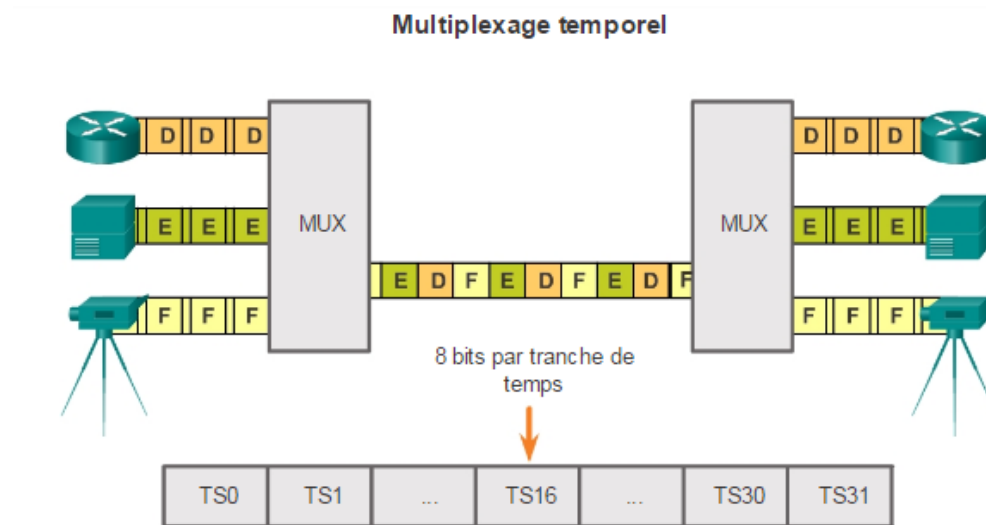 Multiplexage temporel
D D D
D D D
MUX
MUX
E E E
E E E
E D F E D F E D F
F F F
F F F
8 bits par tranche de
temps
TS0 TS1 ... TS16 ... TS30 TS31